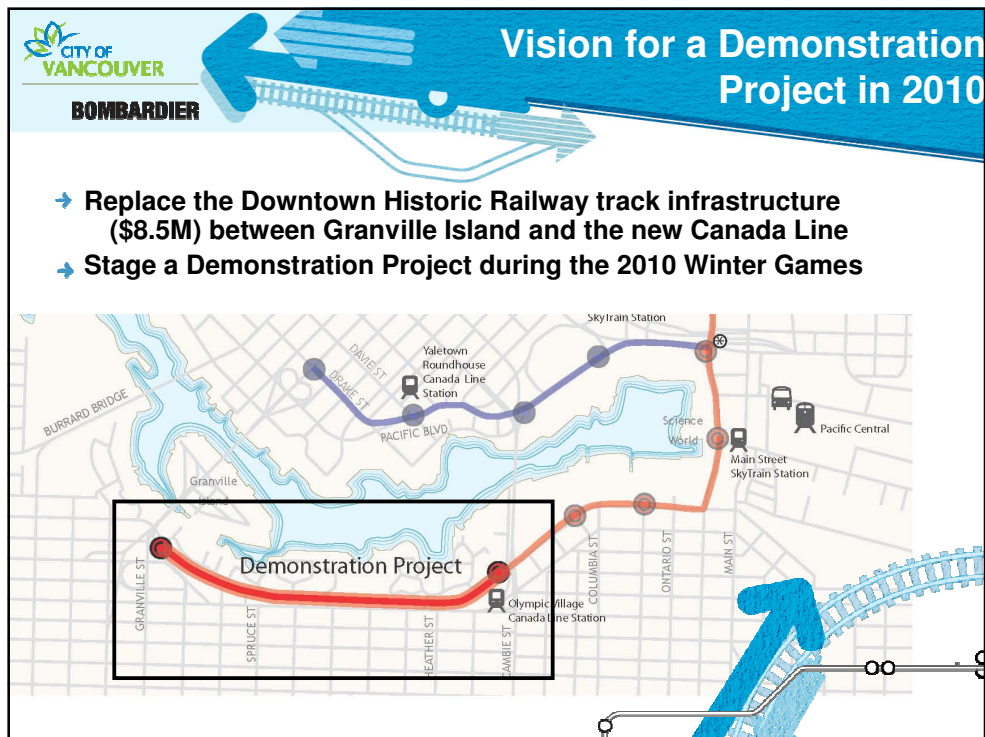 CITY OF
VANCOUVER
BOMBARDIER
Vision for a Demonstration
Project in 2010
Replace the Downtown Historic Railway track infrastructure
($8.5M) between Granville Island and the new Canada Line
Stage a Demonstration Project during the 2010 Winter Games
SkyTrain Station
DAVIE ST
DRAKE ST
Yaletown
Roundhouse
Canada Line
Station
BURRARD BRIDGE
PACIFIC BLVD
Science
World
Pacific Central
Main Street
SkyTrain Station
Granville
Island
Demonstration Project
Olympic Village
Canada Line Station
GRANVILLE ST
SPRUCE ST
HEATHER ST
CAMBIE ST
COLUMBIA ST
ONTARIO ST
MAIN ST